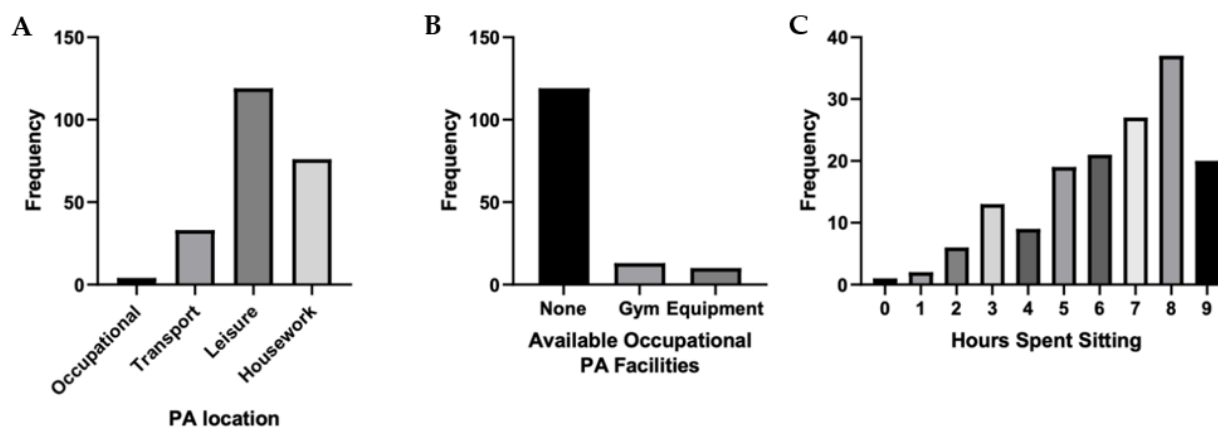 A
Frequency
150
100
50
0
Occupational
Transport
Leisure
Housework
PA location
B
Frequency
150
100
50
0
None Gym Equipment
Available Occupational
PA Facilities
C
Frequency
40
30
20
10
0
0 1 2 3 4 5 6 7 8 9
Hours Spent Sitting